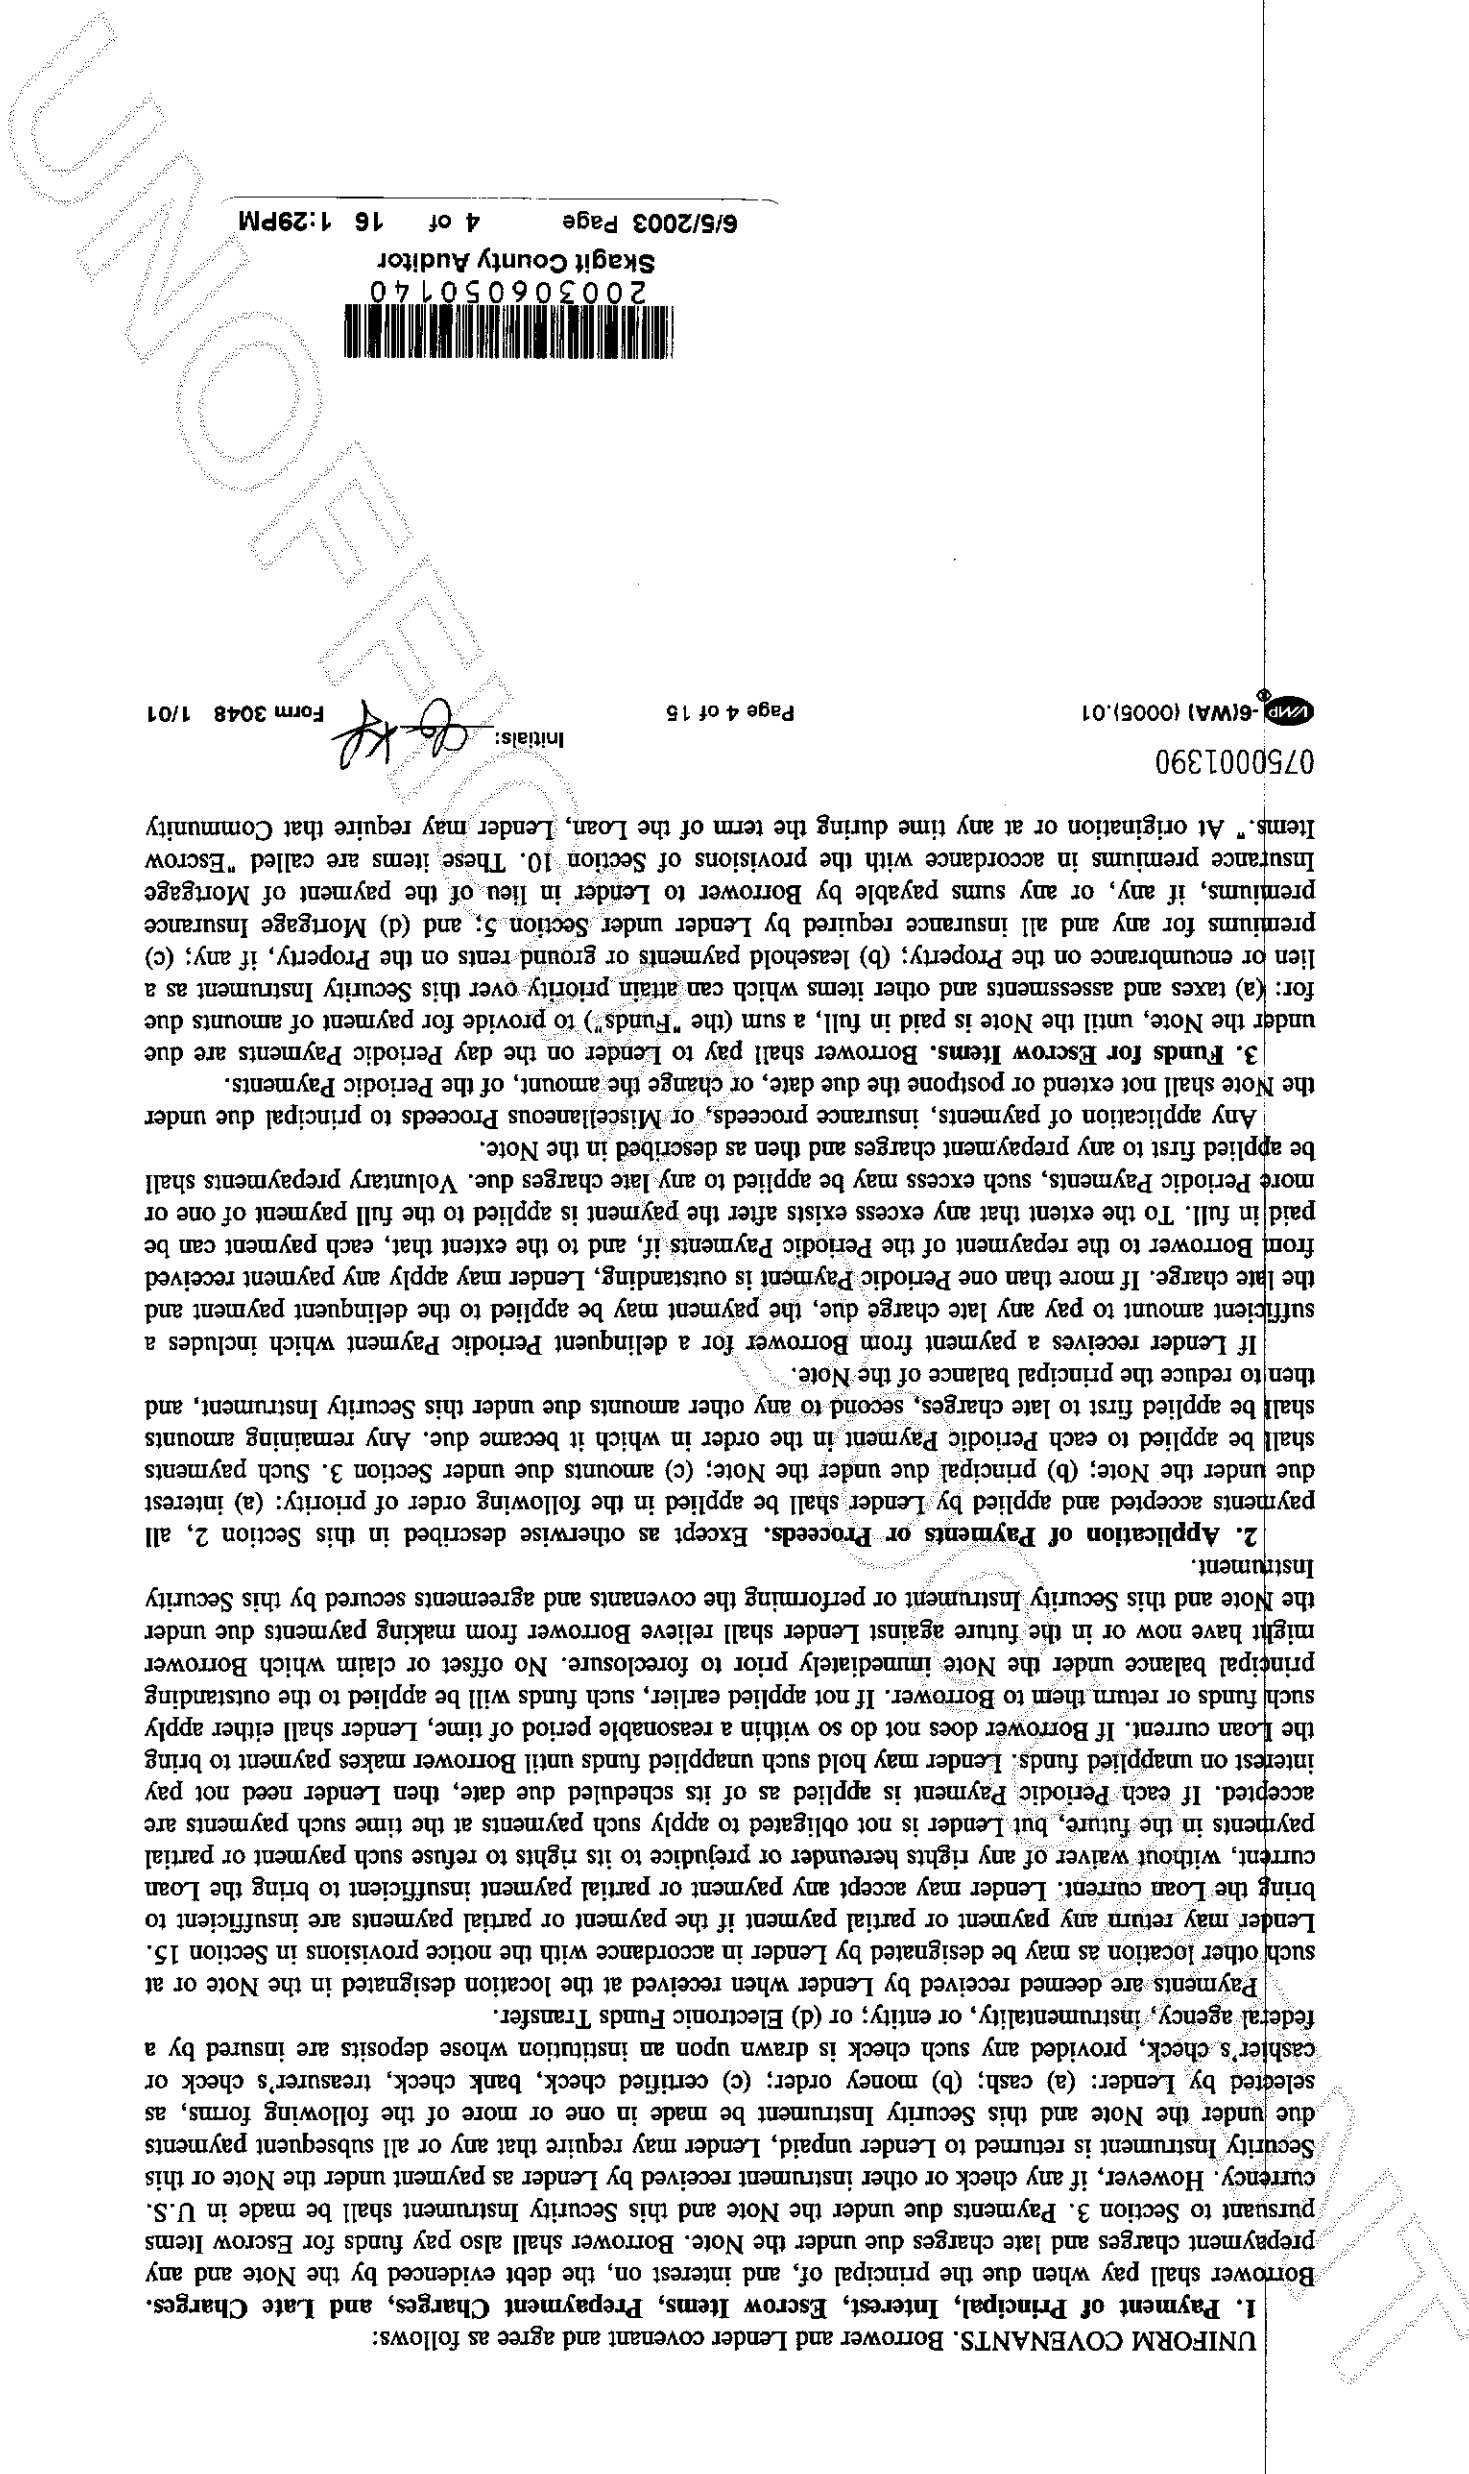 UNIFORM COVENANTS. Borrower and Lender covenant and agree as follows:
1. Payment of Principal, Interest, Escrow Items, Prepayment Charges, and Late Charges.
Borrower shall pay when due the principal of, and interest on, the debt evidenced by the Note and any
prepayment charges and late charges due under the Note. Borrower shall also pay funds for Escrow Items
pursuant to Section 3. Payments due under the Note and this Security Instrument shall be made in U.S.
currency. However, if any check or other instrument received by Lender as payment under the Note or this
Security Instrument is returned to Lender unpaid, Lender may require that any or all subsequent payments
due under the Note and this Security Instrument be made in one or more of the following forms, as
selected by Lender: (a) cash; (b) money order; (c) certified check, bank check, treasurer's check or
cashier's check, provided any such check is drawn upon an institution whose deposits are insured by a
federal agency, instrumentality, or entity; or (d) Electronic Funds Transfer.
Payments are deemed received by Lender when received at the location designated in the Note or at
such other location as may be designated by Lender in accordance with the notice provisions in Section 15.
Lender may return any payment or partial payment if the payment or partial payments are insufficient to
bring the Loan current. Lender may accept any payment or partial payment insufficient to bring the Loan
current, without waiver of any rights hereunder or prejudice to its rights to refuse such payment or partial
payments in the future, but Lender is not obligated to apply such payments at the time such payments are
accepted. If each Periodic Payment is applied as of its scheduled due date, then Lender need not pay
interest on unapplied funds. Lender may hold such unapplied funds until Borrower makes payment to bring
the Loan current. If Borrower does not do so within a reasonable period of time, Lender shall either apply
such funds or return them to Borrower. If not applied earlier, such funds will be applied to the outstanding
principal balance under the Note immediately prior to foreclosure. No offset or claim which Borrower
might have now or in the future against Lender shall relieve Borrower from making payments due under
the Note and this Security Instrument or performing the covenants and agreements secured by this Security
Instrument.
2. Application of Payments or Proceeds. Except as otherwise described in this Section 2, all
payments accepted and applied by Lender shall be applied in the following order of priority: (a) interest
due under the Note; (b) principal due under the Note; (c) amounts due under Section 3. Such payments
shall be applied to each Periodic Payment in the order in which it became due. Any remaining amounts
shall be applied first to late charges, second to any other amounts due under this Security Instrument, and
then to reduce the principal balance of the Note.
If Lender receives a payment from Borrower for a delinquent Periodic Payment which includes a
sufficient amount to pay any late charge due, the payment may be applied to the delinquent payment and
the late charge. If more than one Periodic Payment is outstanding, Lender may apply any payment received
from Borrower to the repayment of the Periodic Payments if, and to the extent that, each payment can be
paid in full. To the extent that any excess exists after the payment is applied to the full payment of one or
more Periodic Payments, such excess may be applied to any late charges due. Voluntary prepayments shall
be applied first to any prepayment charges and then as described in the Note.
Any application of payments, insurance proceeds, or Miscellaneous Proceeds to principal due under
the Note shall not extend or postpone the due date, or change the amount, of the Periodic Payments.
3. Funds for Escrow Items. Borrower shall pay to Lender on the day Periodic Payments are due
under the Note, until the Note is paid in full, a sum (the "Funds") to provide for payment of amounts due
for: (a) taxes and assessments and other items which can attain priority over this Security Instrument as a
lien or encumbrance on the Property; (b) leasehold payments or ground rents on the Property, if any; (c)
premiums for any and all insurance required by Lender under Section 5; and (d) Mortgage Insurance
premiums, if any, or any sums payable by Borrower to Lender in lieu of the payment of Mortgage
Insurance premiums in accordance with the provisions of Section 10. These items are called "Escrow
Items." At origination or at any time during the term of the Loan, Lender may require that Community
0750001390
Initials:
VMP -6(WA) (0005).01 Page 4 of 15 Form 3048 1/01
200306050140
Skagit County Auditor
6/5/2003 Page 4 of 16 1:29PM
UNOFFICIAL DOCUMENT